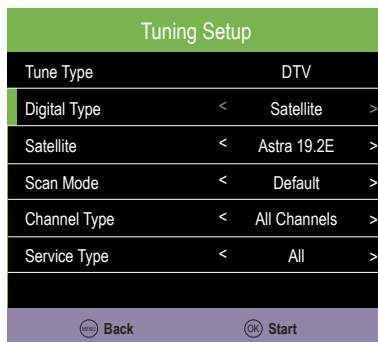 Tuning Setup
Tune Type DTV
Digital Type < Satellite >
Satellite < Astra 19.2E >
Scan Mode < Default >
Channel Type < All Channels >
Service Type < All >
MENU Back OK Start